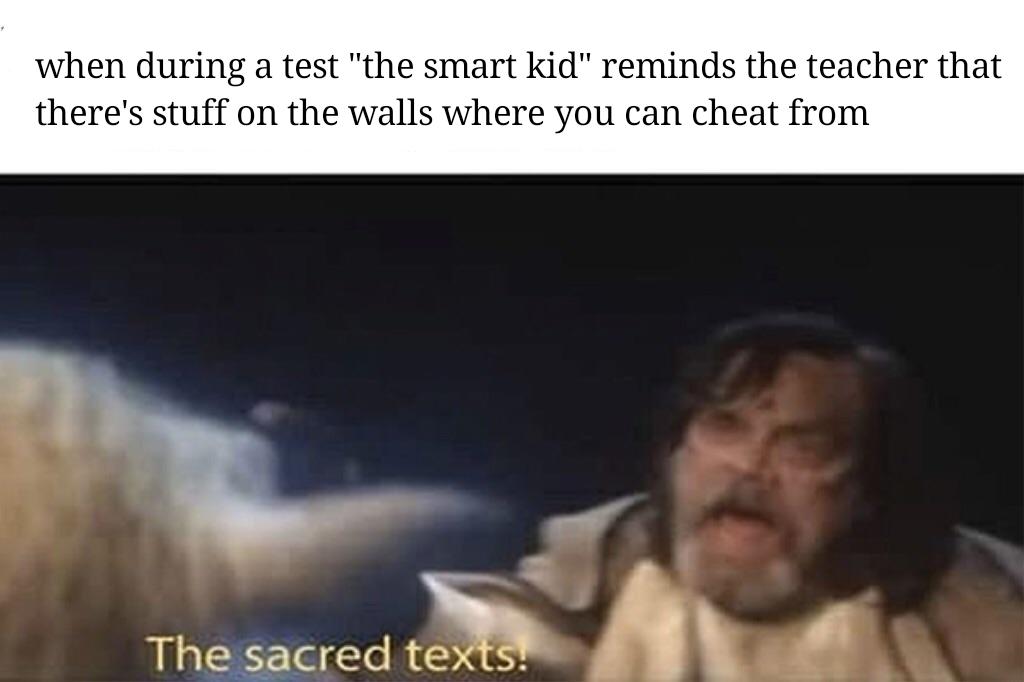 when during a test "the smart kid" reminds the teacher that
there's stuff on the walls where you can cheat from
The sacred texts!